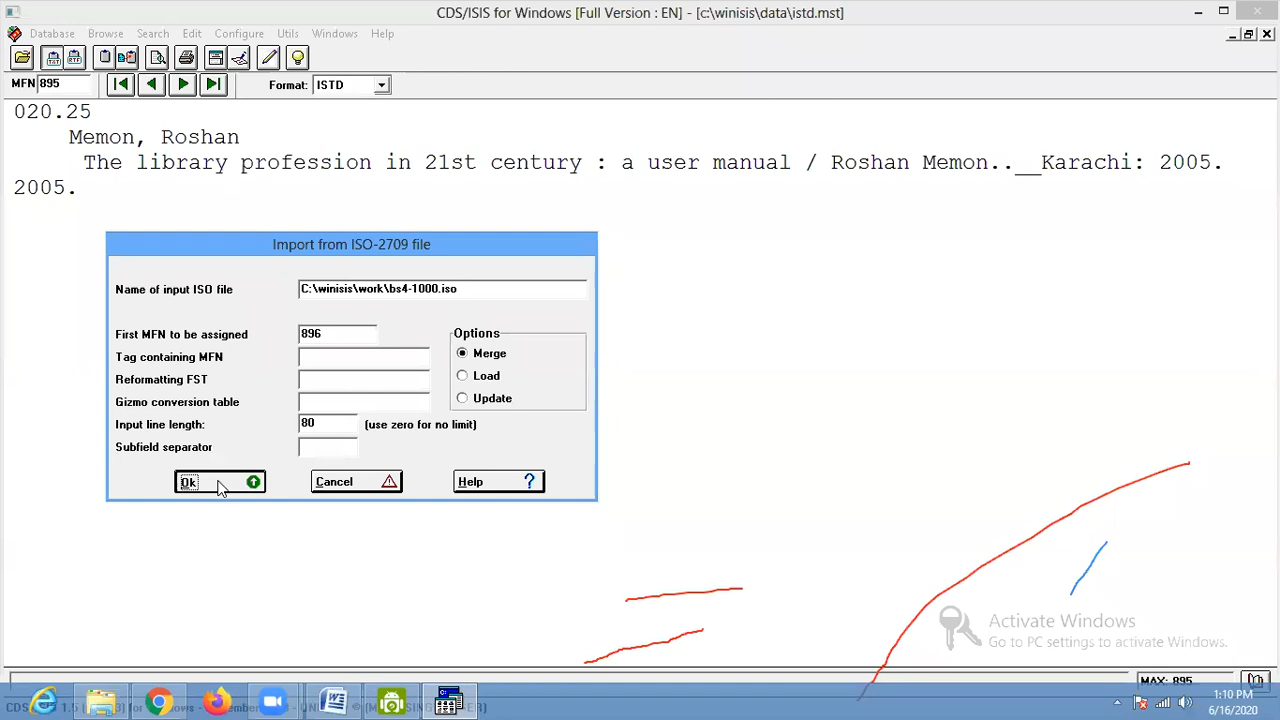 CDS/ISIS for Windows [Full Version : EN] - [c:\winisis\data\istd.mst]
Database Browse Search Edit Configure Utils Windows Help
MFN 895 Format: ISTD
020.25
Memon, Roshan
The library profession in 21st century : a user manual / Roshan Memon..__Karachi: 2005.
2005.
Import from ISO-2709 file
Name of input ISO file C:\winisis\work\bs4-1000.iso
First MFN to be assigned 896 Options
Tag containing MFN Merge
Reformatting FST Load
Gizmo conversion table Update
Input line length: 80 (use zero for no limit)
Subfield separator
Ok Cancel Help
Activate Windows
Go to PC settings to activate Windows.
MAX: 895
1:10 PM
6/16/2020